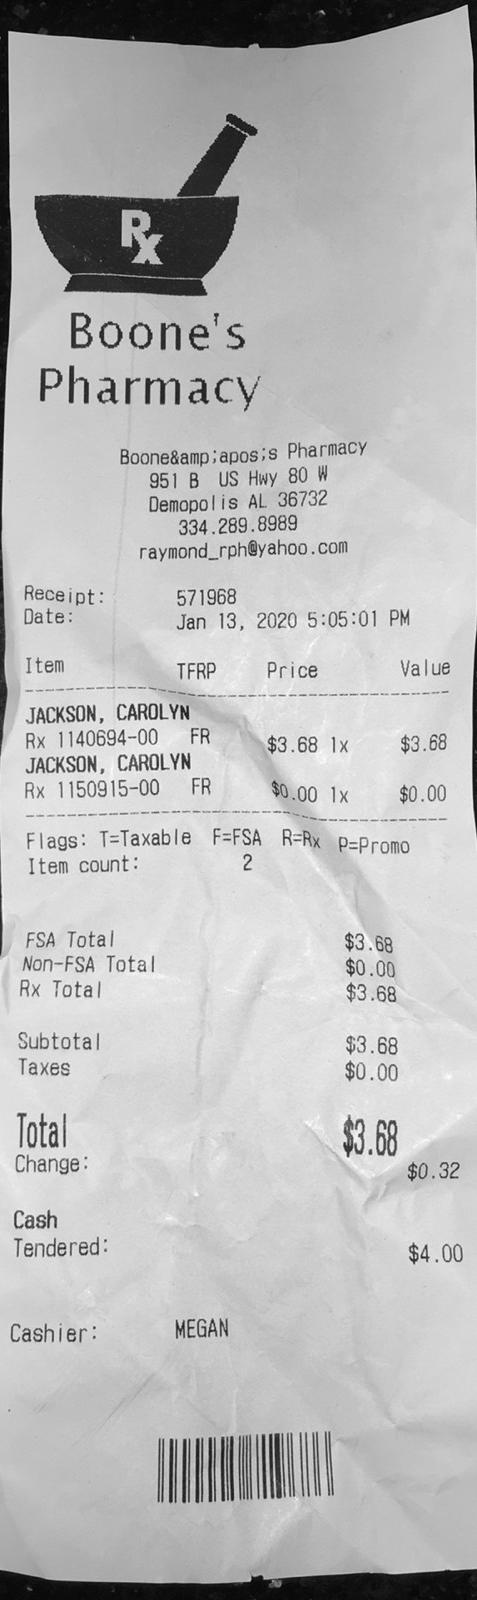 Rx
Boone's
Pharmacy
Boone&amp;apos;s Pharmacy
951 B US Hwy 80 W
Demopolis AL 36732
334.289.8989
raymond_rph@yahoo.com
Receipt: 571968
Date: Jan 13, 2020 5:05:01 PM
Item TFRP Price Value
JACKSON, CAROLYN
Rx 1140694-00 FR $3.68 1x $3.68
JACKSON, CAROLYN
Rx 1150915-00 FR $0.00 1x $0.00
Flags: T=Taxable F=FSA R=Rx P=Promo
Item count: 2
FSA Total $3.68
Non-FSA Total $0.00
Rx Total $3.68
Subtotal $3.68
Taxes $0.00
Total $3.68
Change: $0.32
Cash
Tendered: $4.00
Cashier: MEGAN